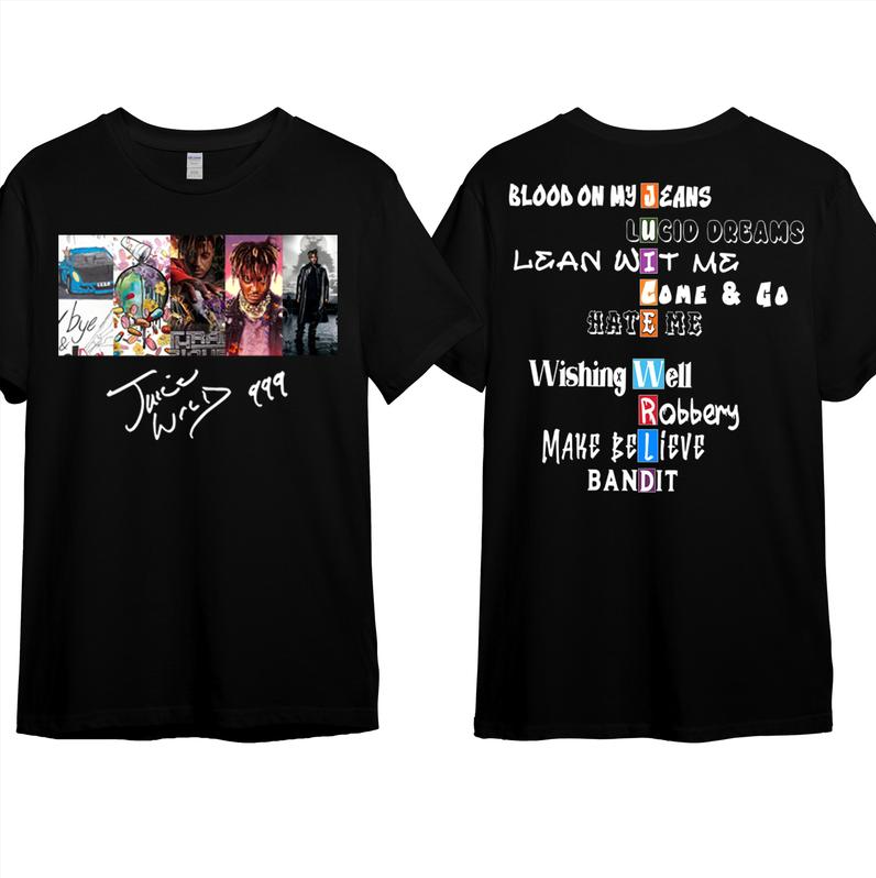 bye
&
Juice
Wrld 999
BLOOD ON MY JEANS
LUCID DREAMS
LEAN WIT ME
COME & GO
HATE ME
Wishing Well
Robbery
MAKE BELIEVE
BANDIT